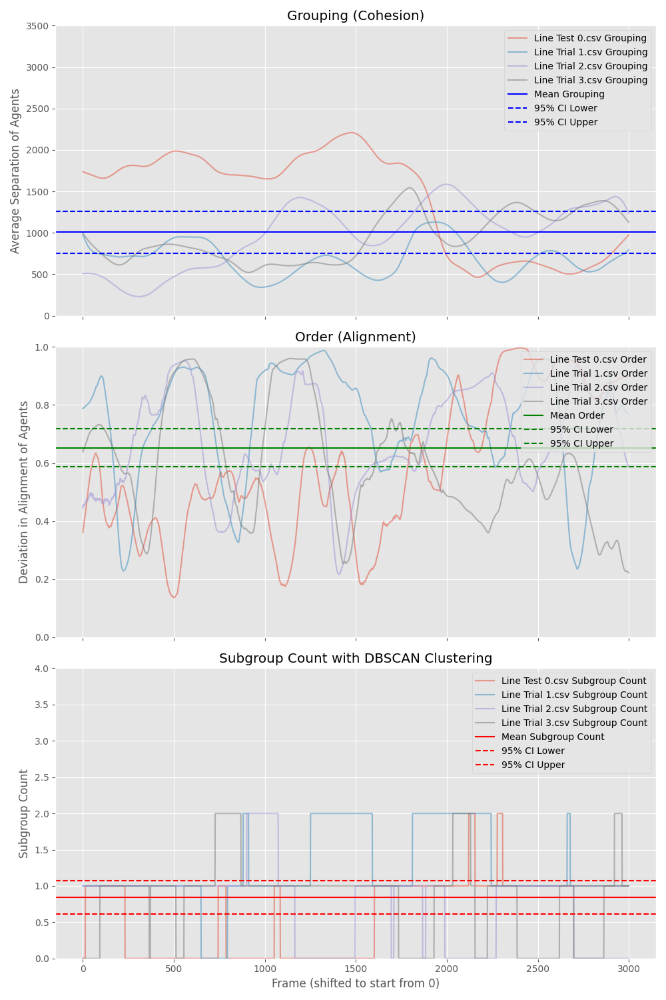 Grouping (Cohesion)
3500
3000
2500
2000
1500
1000
500
0
Average Separation of Agents
Line Test 0.csv Grouping
Line Trial 1.csv Grouping
Line Trial 2.csv Grouping
Line Trial 3.csv Grouping
Mean Grouping
95% CI Lower
95% CI Upper
Order (Alignment)
1.0
0.8
0.6
0.4
0.2
0.0
Deviation in Alignment of Agents
Line Test 0.csv Order
Line Trial 1.csv Order
Line Trial 2.csv Order
Line Trial 3.csv Order
Mean Order
95% CI Lower
95% CI Upper
Subgroup Count with DBSCAN Clustering
4.0
3.5
3.0
2.5
2.0
1.5
1.0
0.5
0.0
Subgroup Count
Line Test 0.csv Subgroup Count
Line Trial 1.csv Subgroup Count
Line Trial 2.csv Subgroup Count
Line Trial 3.csv Subgroup Count
Mean Subgroup Count
95% CI Lower
95% CI Upper
0 500 1000 1500 2000 2500 3000
Frame (shifted to start from 0)